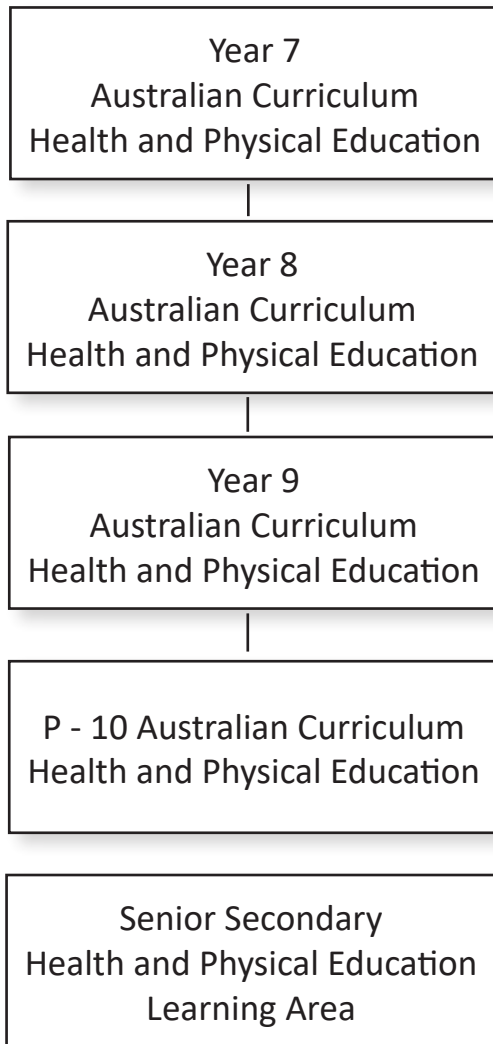 Year 7
Australian Curriculum
Health and Physical Education
Year 8
Australian Curriculum
Health and Physical Education
Year 9
Australian Curriculum
Health and Physical Education
P - 10 Australian Curriculum
Health and Physical Education
Senior Secondary
Health and Physical Education
Learning Area